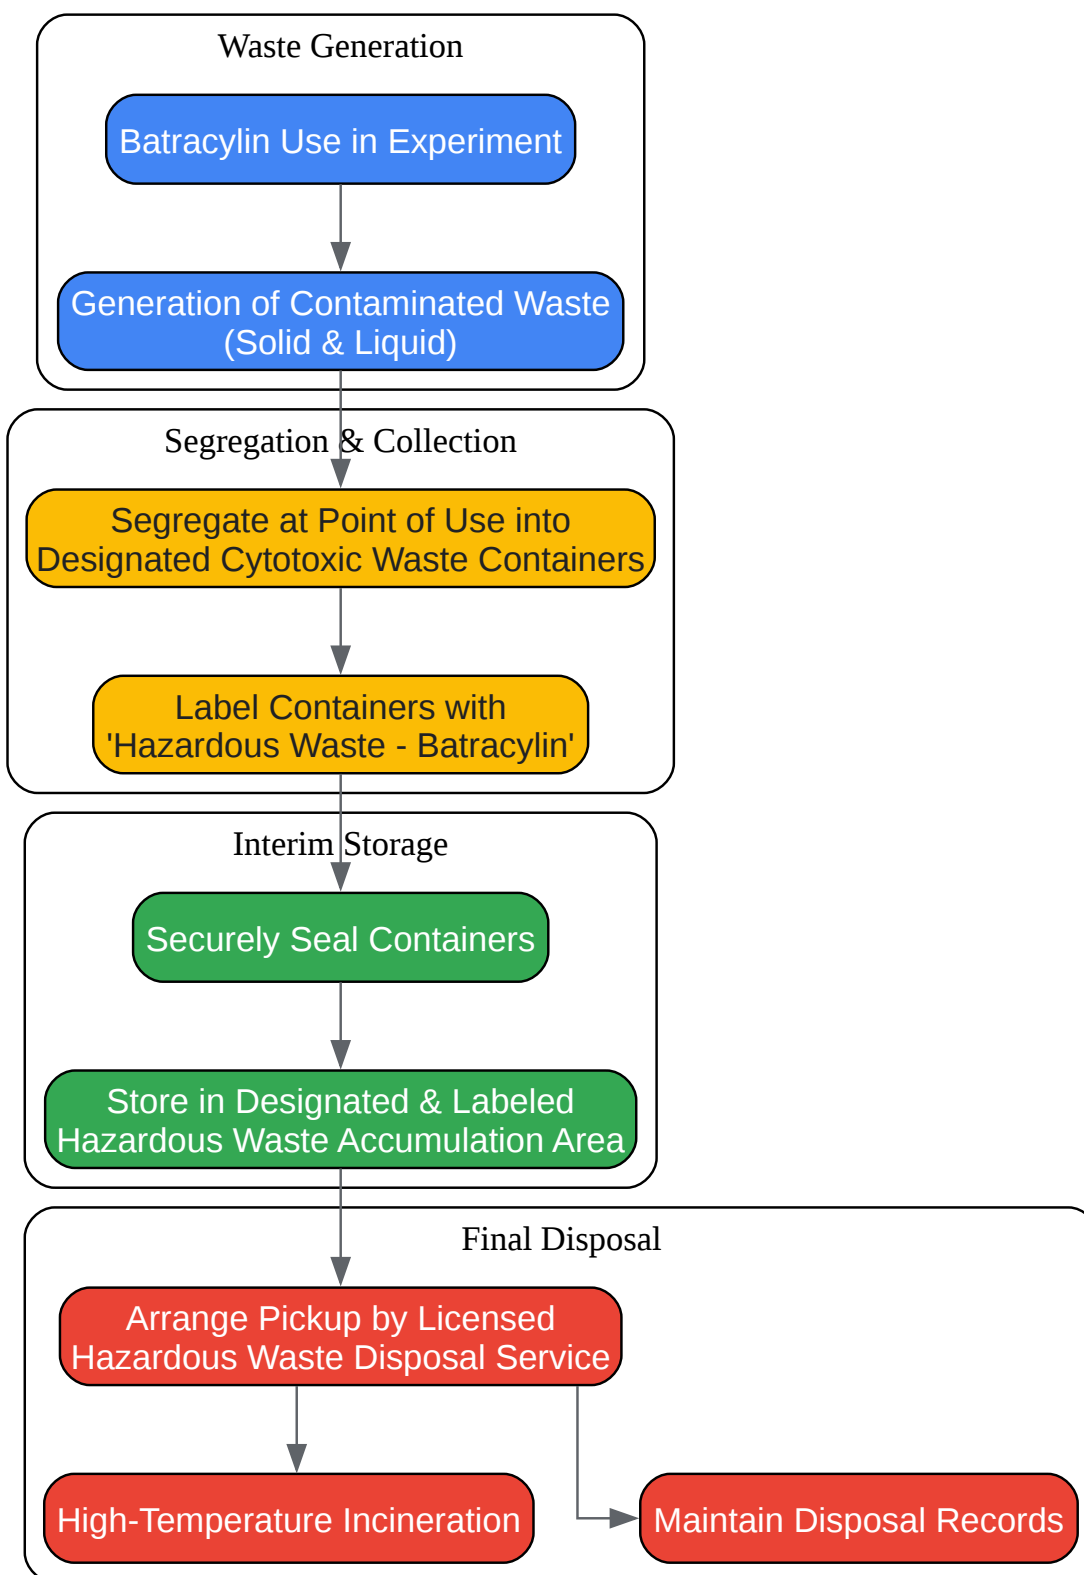 Waste Generation
Batracylin Use in Experiment
Generation of Contaminated Waste
(Solid & Liquid)
Segregation & Collection
Segregate at Point of Use into
Designated Cytotoxic Waste Containers
Label Containers with
'Hazardous Waste - Batracylin'
Interim Storage
Securely Seal Containers
Store in Designated & Labeled
Hazardous Waste Accumulation Area
Final Disposal
Arrange Pickup by Licensed
Hazardous Waste Disposal Service
High-Temperature Incineration
Maintain Disposal Records